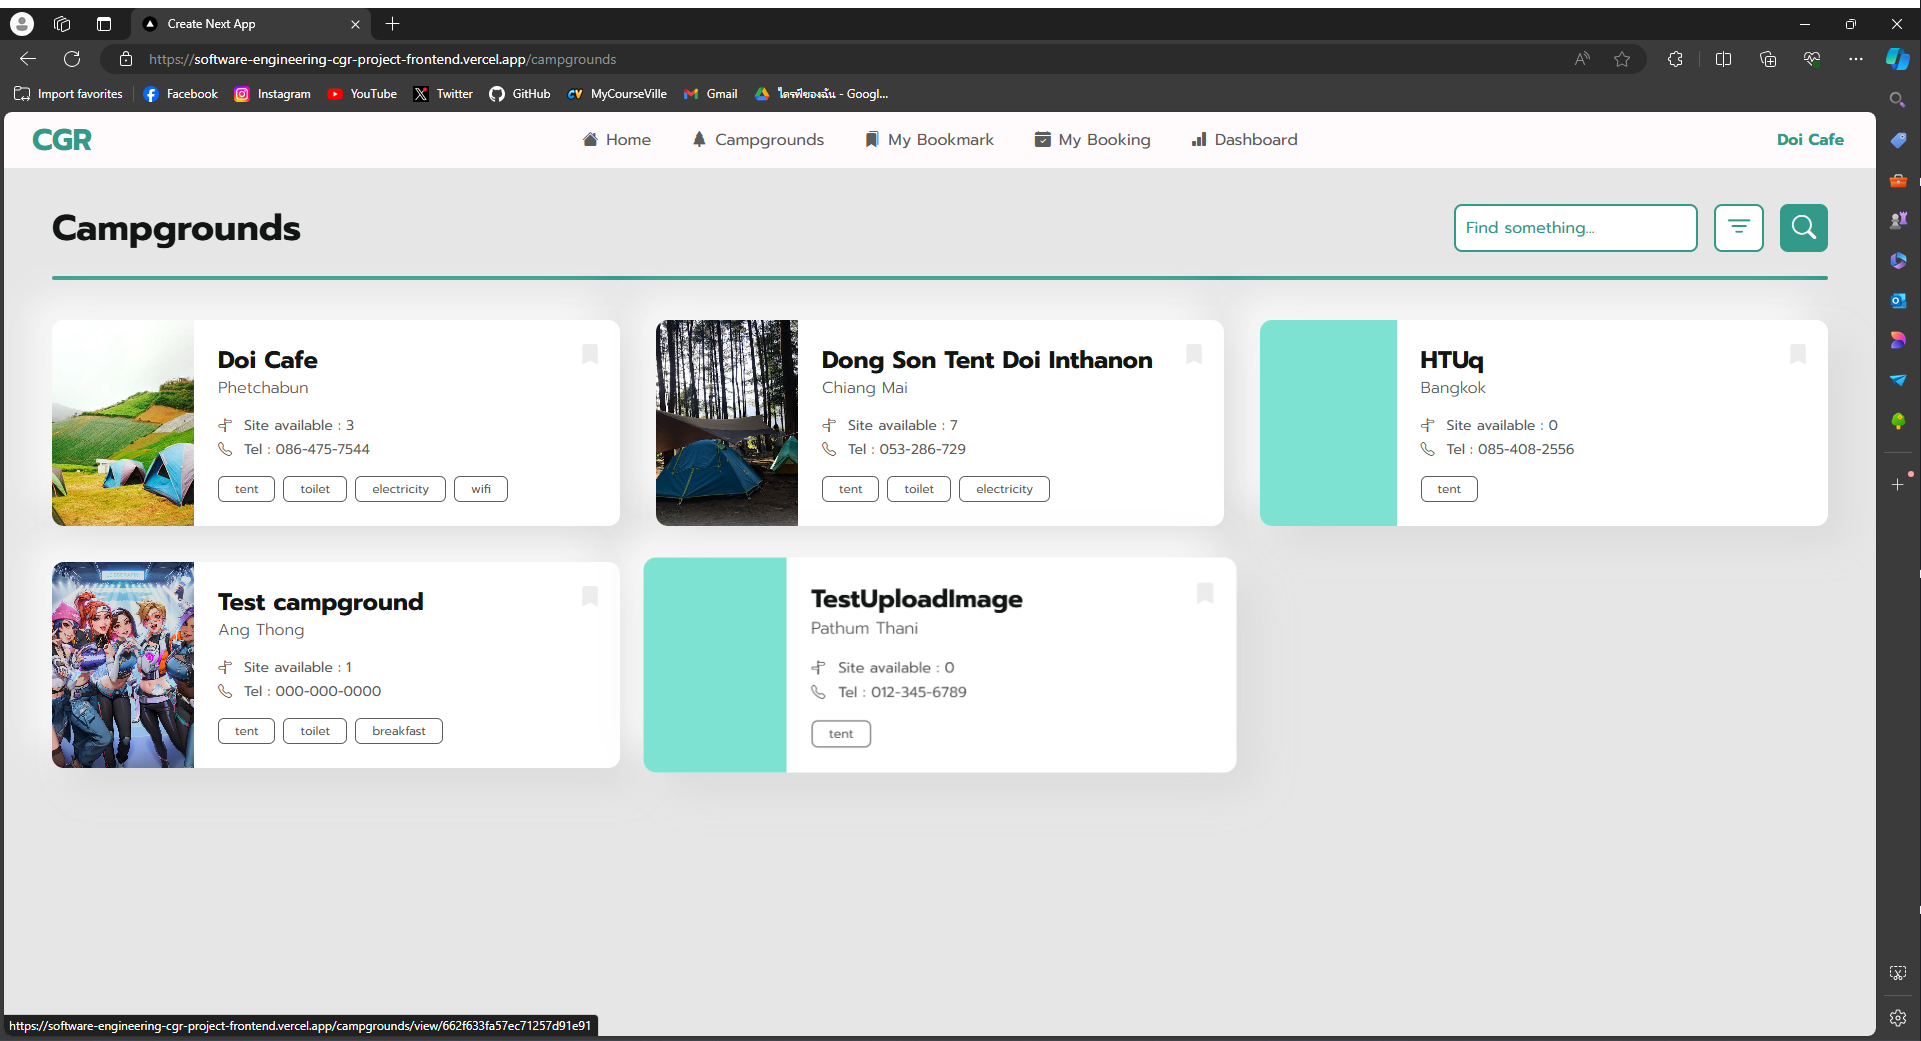 Create Next App
https://software-engineering-cgr-project-frontend.vercel.app/campgrounds
Import favorites
Facebook
Instagram
YouTube
Twitter
GitHub
MyCourseVille
Gmail
ไดรฟ์ของฉัน - Googl...
CGR
Home
Campgrounds
My Bookmark
My Booking
Dashboard
Doi Cafe
Campgrounds
Find something...
Doi Cafe
Phetchabun
Site available : 3
Tel : 086-475-7544
tent toilet electricity wifi
Dong Son Tent Doi Inthanon
Chiang Mai
Site available : 7
Tel : 053-286-729
tent toilet electricity
HTUq
Bangkok
Site available : 0
Tel : 085-408-2556
tent
Test campground
Ang Thong
Site available : 1
Tel : 000-000-0000
tent toilet breakfast
TestUploadImage
Pathum Thani
Site available : 0
Tel : 012-345-6789
tent
https://software-engineering-cgr-project-frontend.vercel.app/campgrounds/view/662f633fa57ec71257d91e91